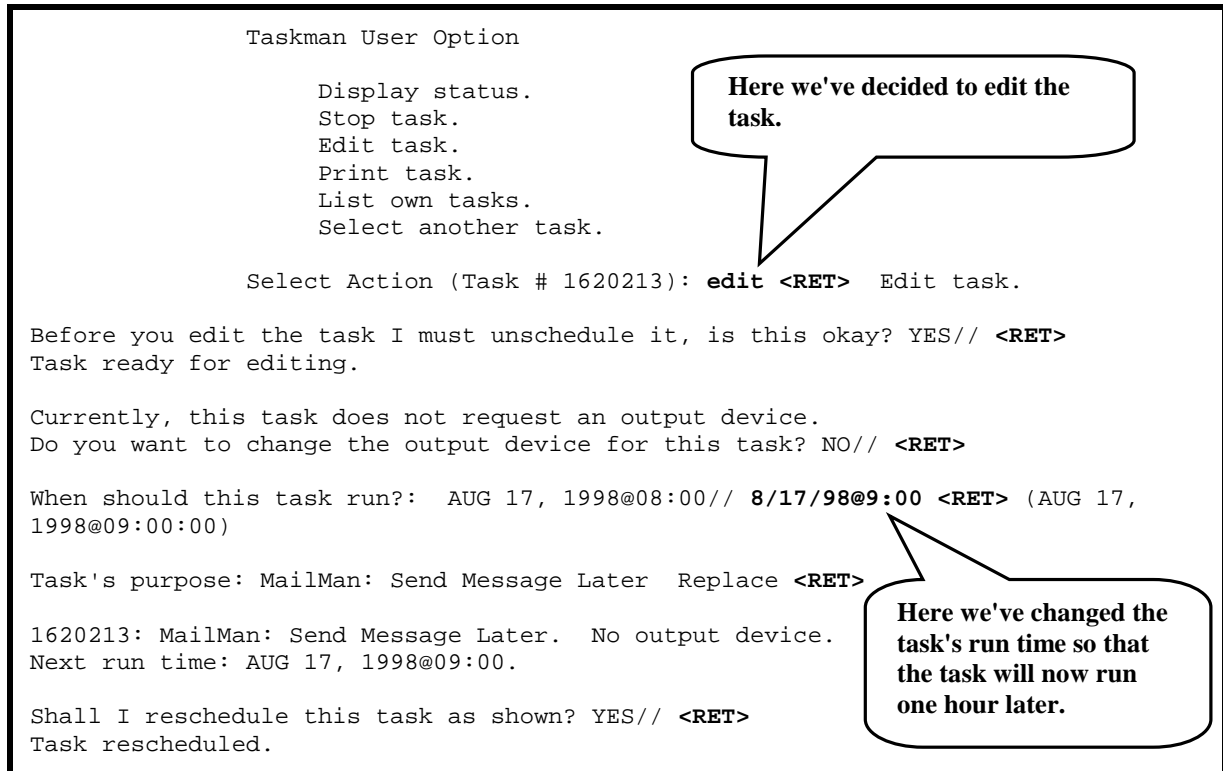 Taskman User Option
Display status.
Stop task.
Edit task.
Print task.
List own tasks.
Select another task.
Here we've decided to edit the
task.
Select Action (Task # 1620213): edit <RET>  Edit task.
Before you edit the task I must unschedule it, is this okay? YES// <RET>
Task ready for editing.
Currently, this task does not request an output device.
Do you want to change the output device for this task? NO// <RET>
When should this task run?:  AUG 17, 1998@08:00// 8/17/98@9:00 <RET> (AUG 17,
1998@09:00:00)
Task's purpose: MailMan: Send Message Later  Replace <RET>
1620213: MailMan: Send Message Later.  No output device.
Next run time: AUG 17, 1998@09:00.
Here we've changed the
task's run time so that
the task will now run
one hour later.
Shall I reschedule this task as shown? YES// <RET>
Task rescheduled.